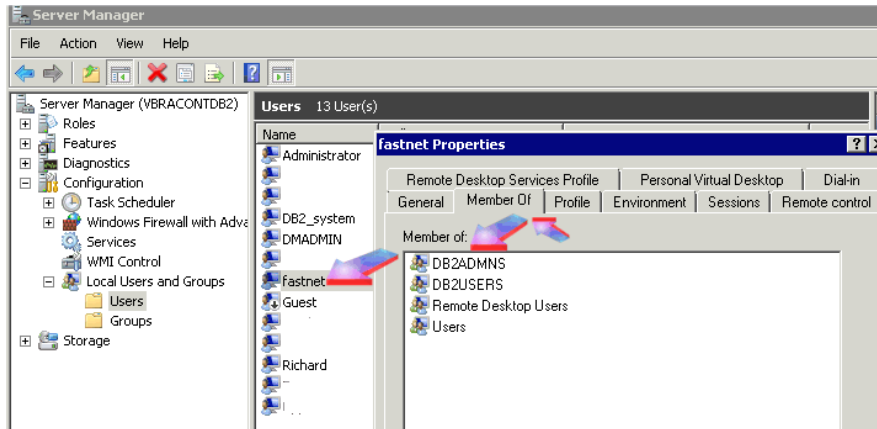 Server Manager
File Action View Help
Server Manager (VBRACONTDB2)
Roles
Features
Diagnostics
Configuration
Task Scheduler
Windows Firewall with Adva
Services
WMI Control
Local Users and Groups
Users
Groups
Storage
Users 13 User(s)
Name
Administrator
DB2_system
DMADMIN
fastnet
Guest
Richard
fastnet Properties
Remote Desktop Services Profile Personal Virtual Desktop Dial-in
General Member Of Profile Environment Sessions Remote control
Member of:
DB2ADMNS
DB2USERS
Remote Desktop Users
Users